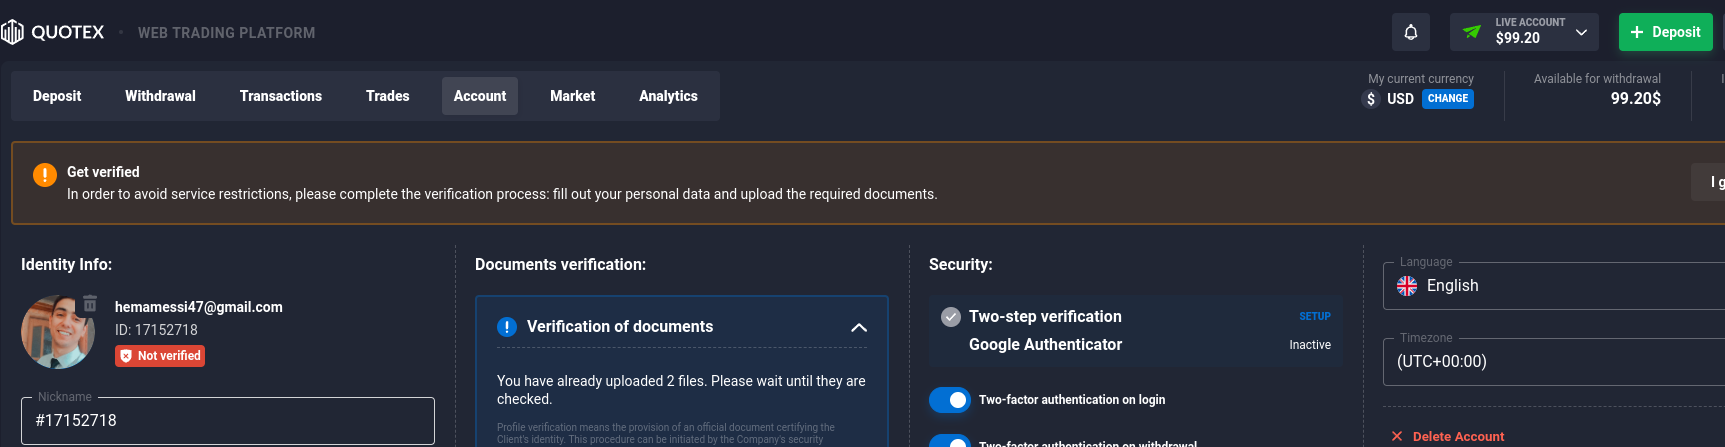 QUOTEX
WEB TRADING PLATFORM
LIVE ACCOUNT
$99.20
Deposit
Deposit
Withdrawal
Transactions
Trades
Account
Market
Analytics
My current currency
$ USD CHANGE
Available for withdrawal
99.20$
Get verified
In order to avoid service restrictions, please complete the verification process: fill out your personal data and upload the required documents.
Identity Info:
hemamessi47@gmail.com
ID: 17152718
Not verified
Nickname
#17152718
Documents verification:
Verification of documents
You have already uploaded 2 files. Please wait until they are
checked.
Profile verification means the provision of an official document certifying the
Client's identity. This procedure can be initiated by the Company's security
Security:
Two-step verification
SETUP
Google Authenticator
Inactive
Two-factor authentication on login
Two-factor authentication on withdrawal
Language
English
Timezone
(UTC+00:00)
Delete Account